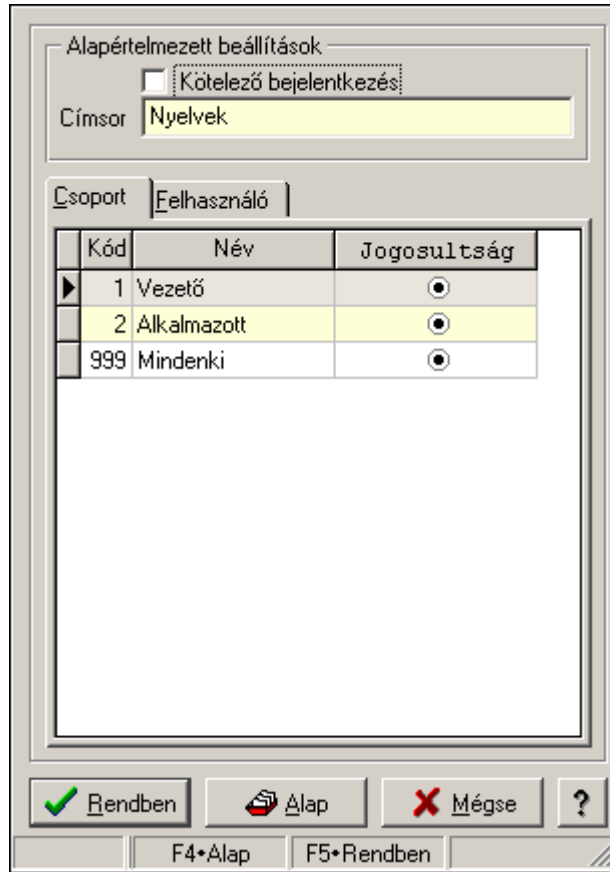 Alapértelmezett beállítások
Kötelező bejelentkezés
Címsor Nyelvek
Csoport Felhasználó
Kód Név Jogosultság
1 Vezető
2 Alkalmazott
999 Mindenki
Rendben Alap Mégse ?
F4•Alap F5•Rendben